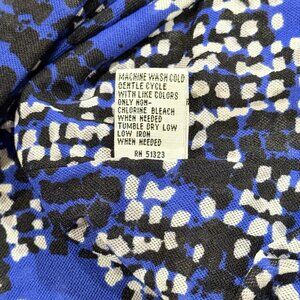 MACHINE WASH COLD
GENTLE CYCLE
WITH LIKE COLORS
ONLY NON-
CHLORINE BLEACH
WHEN NEEDED
TUMBLE DRY LOW
LOW IRON
WHEN NEEDED
RN 51323